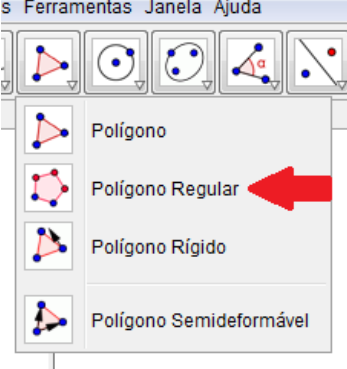 s Ferramentas Janela Ajuda
α
Polígono
Polígono Regular
Polígono Rígido
Polígono Semideformável